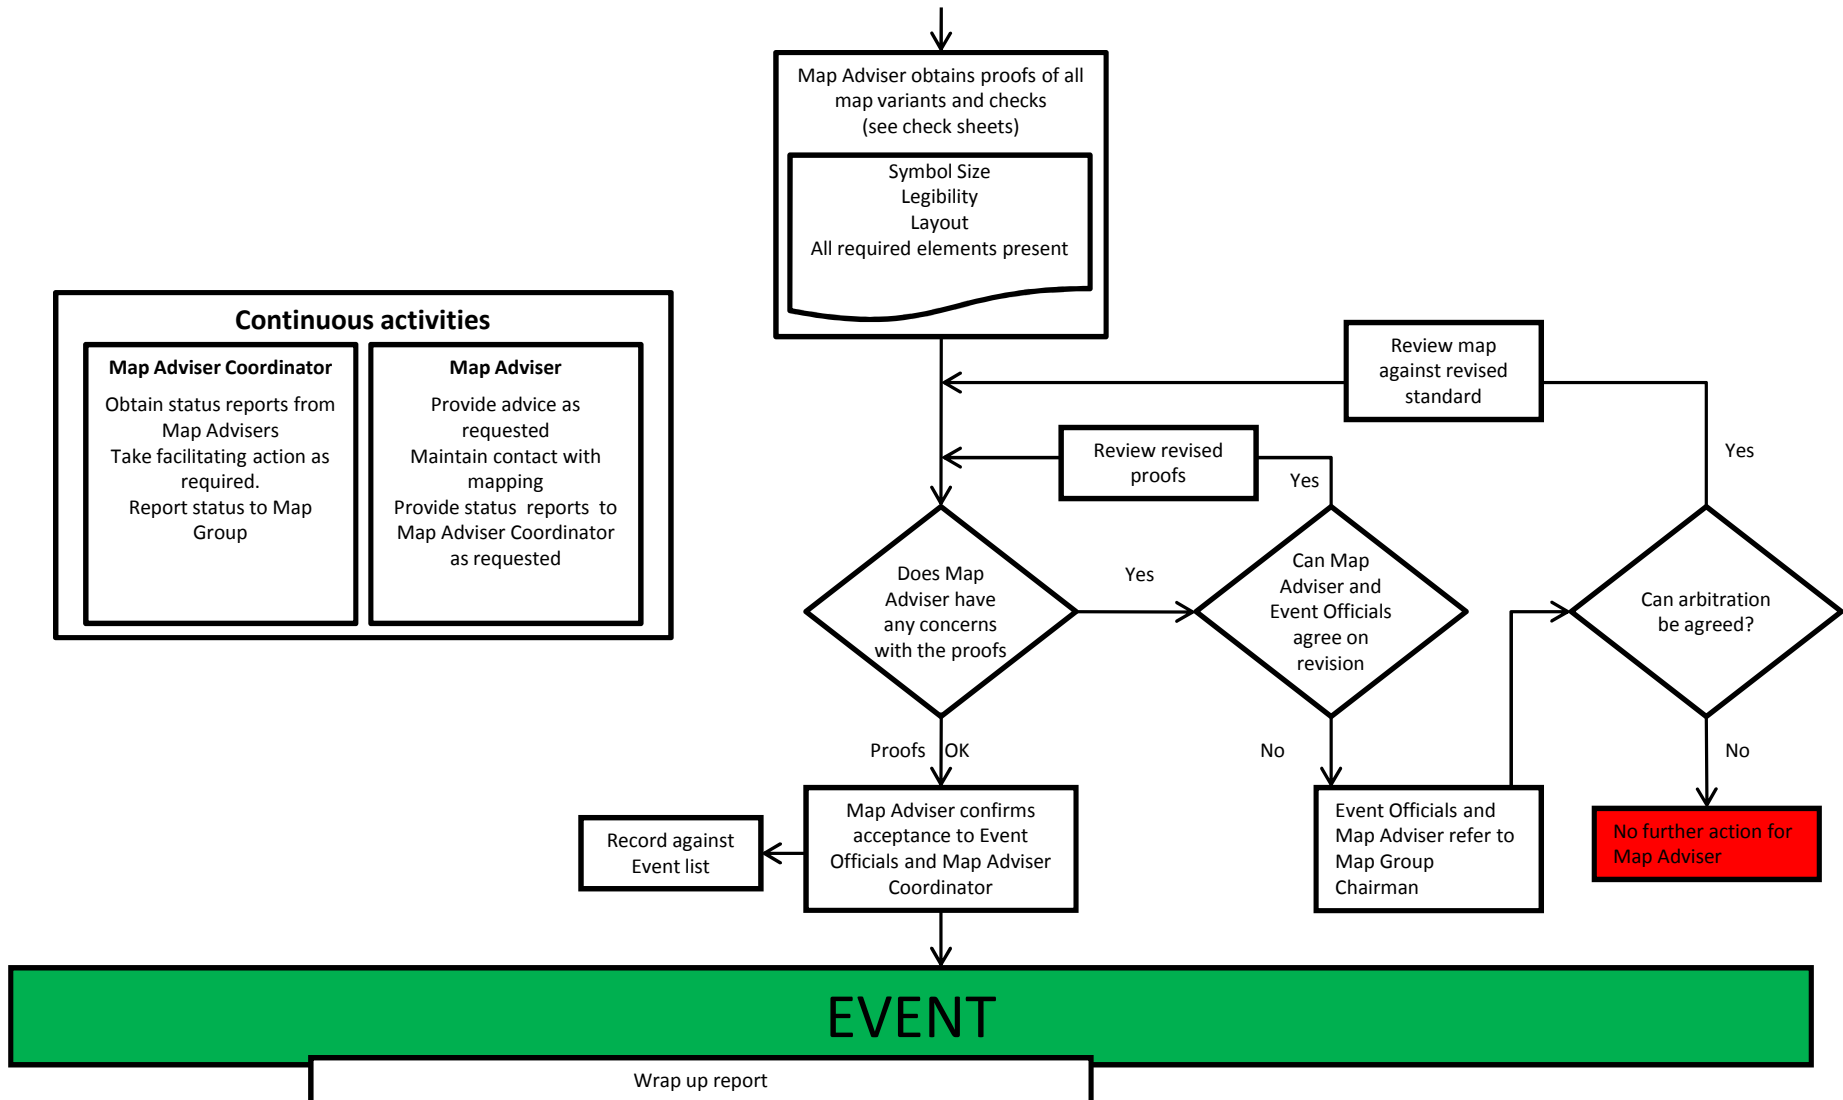 Map Adviser obtains proofs of all
map variants and checks
(see check sheets)
Symbol Size
Legibility
Layout
All required elements present
Continuous activities
Map Adviser Coordinator
Obtain status reports from
Map Advisers
Take facilitating action as
required.
Report status to Map
Group
Map Adviser
Provide advice as
requested
Maintain contact with
mapping
Provide status reports to
Map Adviser Coordinator
as requested
Review map
against revised
standard
Review revised
proofs
Yes
Yes
Does Map
Adviser have
any concerns
with the proofs
Yes
Can Map
Adviser and
Event Officials
agree on
revision
Can arbitration
be agreed?
Proofs OK
No
No
Record against
Event list
Map Adviser confirms
acceptance to Event
Officials and Map Adviser
Coordinator
Event Officials and
Map Adviser refer to
Map Group
Chairman
No further action for
Map Adviser
EVENT
Wrap up report